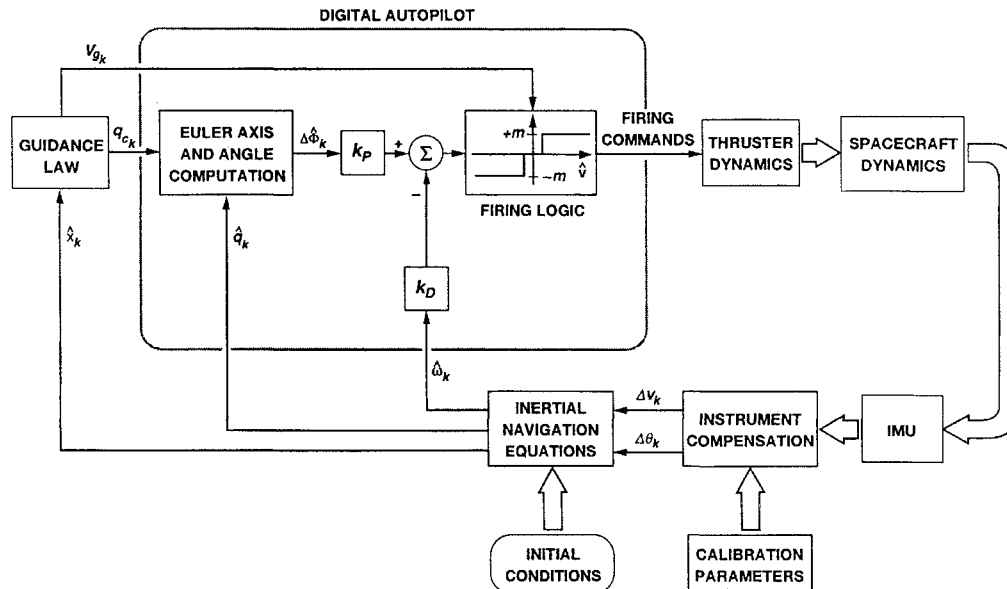 DIGITAL AUTOPILOT
V_{g_k}
GUIDANCE
LAW
q_{c_k}
EULER AXIS
AND ANGLE
COMPUTATION
ΔΦ̂_k
k_P
+
Σ
−
+m
−m
v̂
FIRING LOGIC
FIRING
COMMANDS
THRUSTER
DYNAMICS
SPACECRAFT
DYNAMICS
x̂_k
q̂_k
k_D
ω̂_k
INERTIAL
NAVIGATION
EQUATIONS
Δv_k
Δθ_k
INSTRUMENT
COMPENSATION
IMU
INITIAL
CONDITIONS
CALIBRATION
PARAMETERS